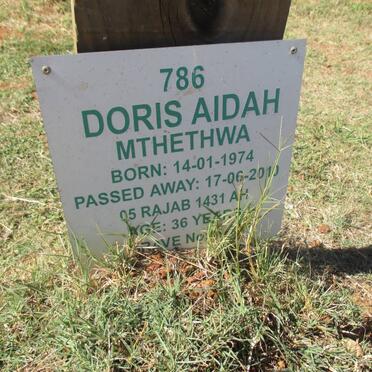 786
DORIS AIDAH
MTHETHWA
BORN: 14-01-1974
PASSED AWAY: 17-06-2010
05 RAJAB 1431 AH
AGE: 36 YEARS